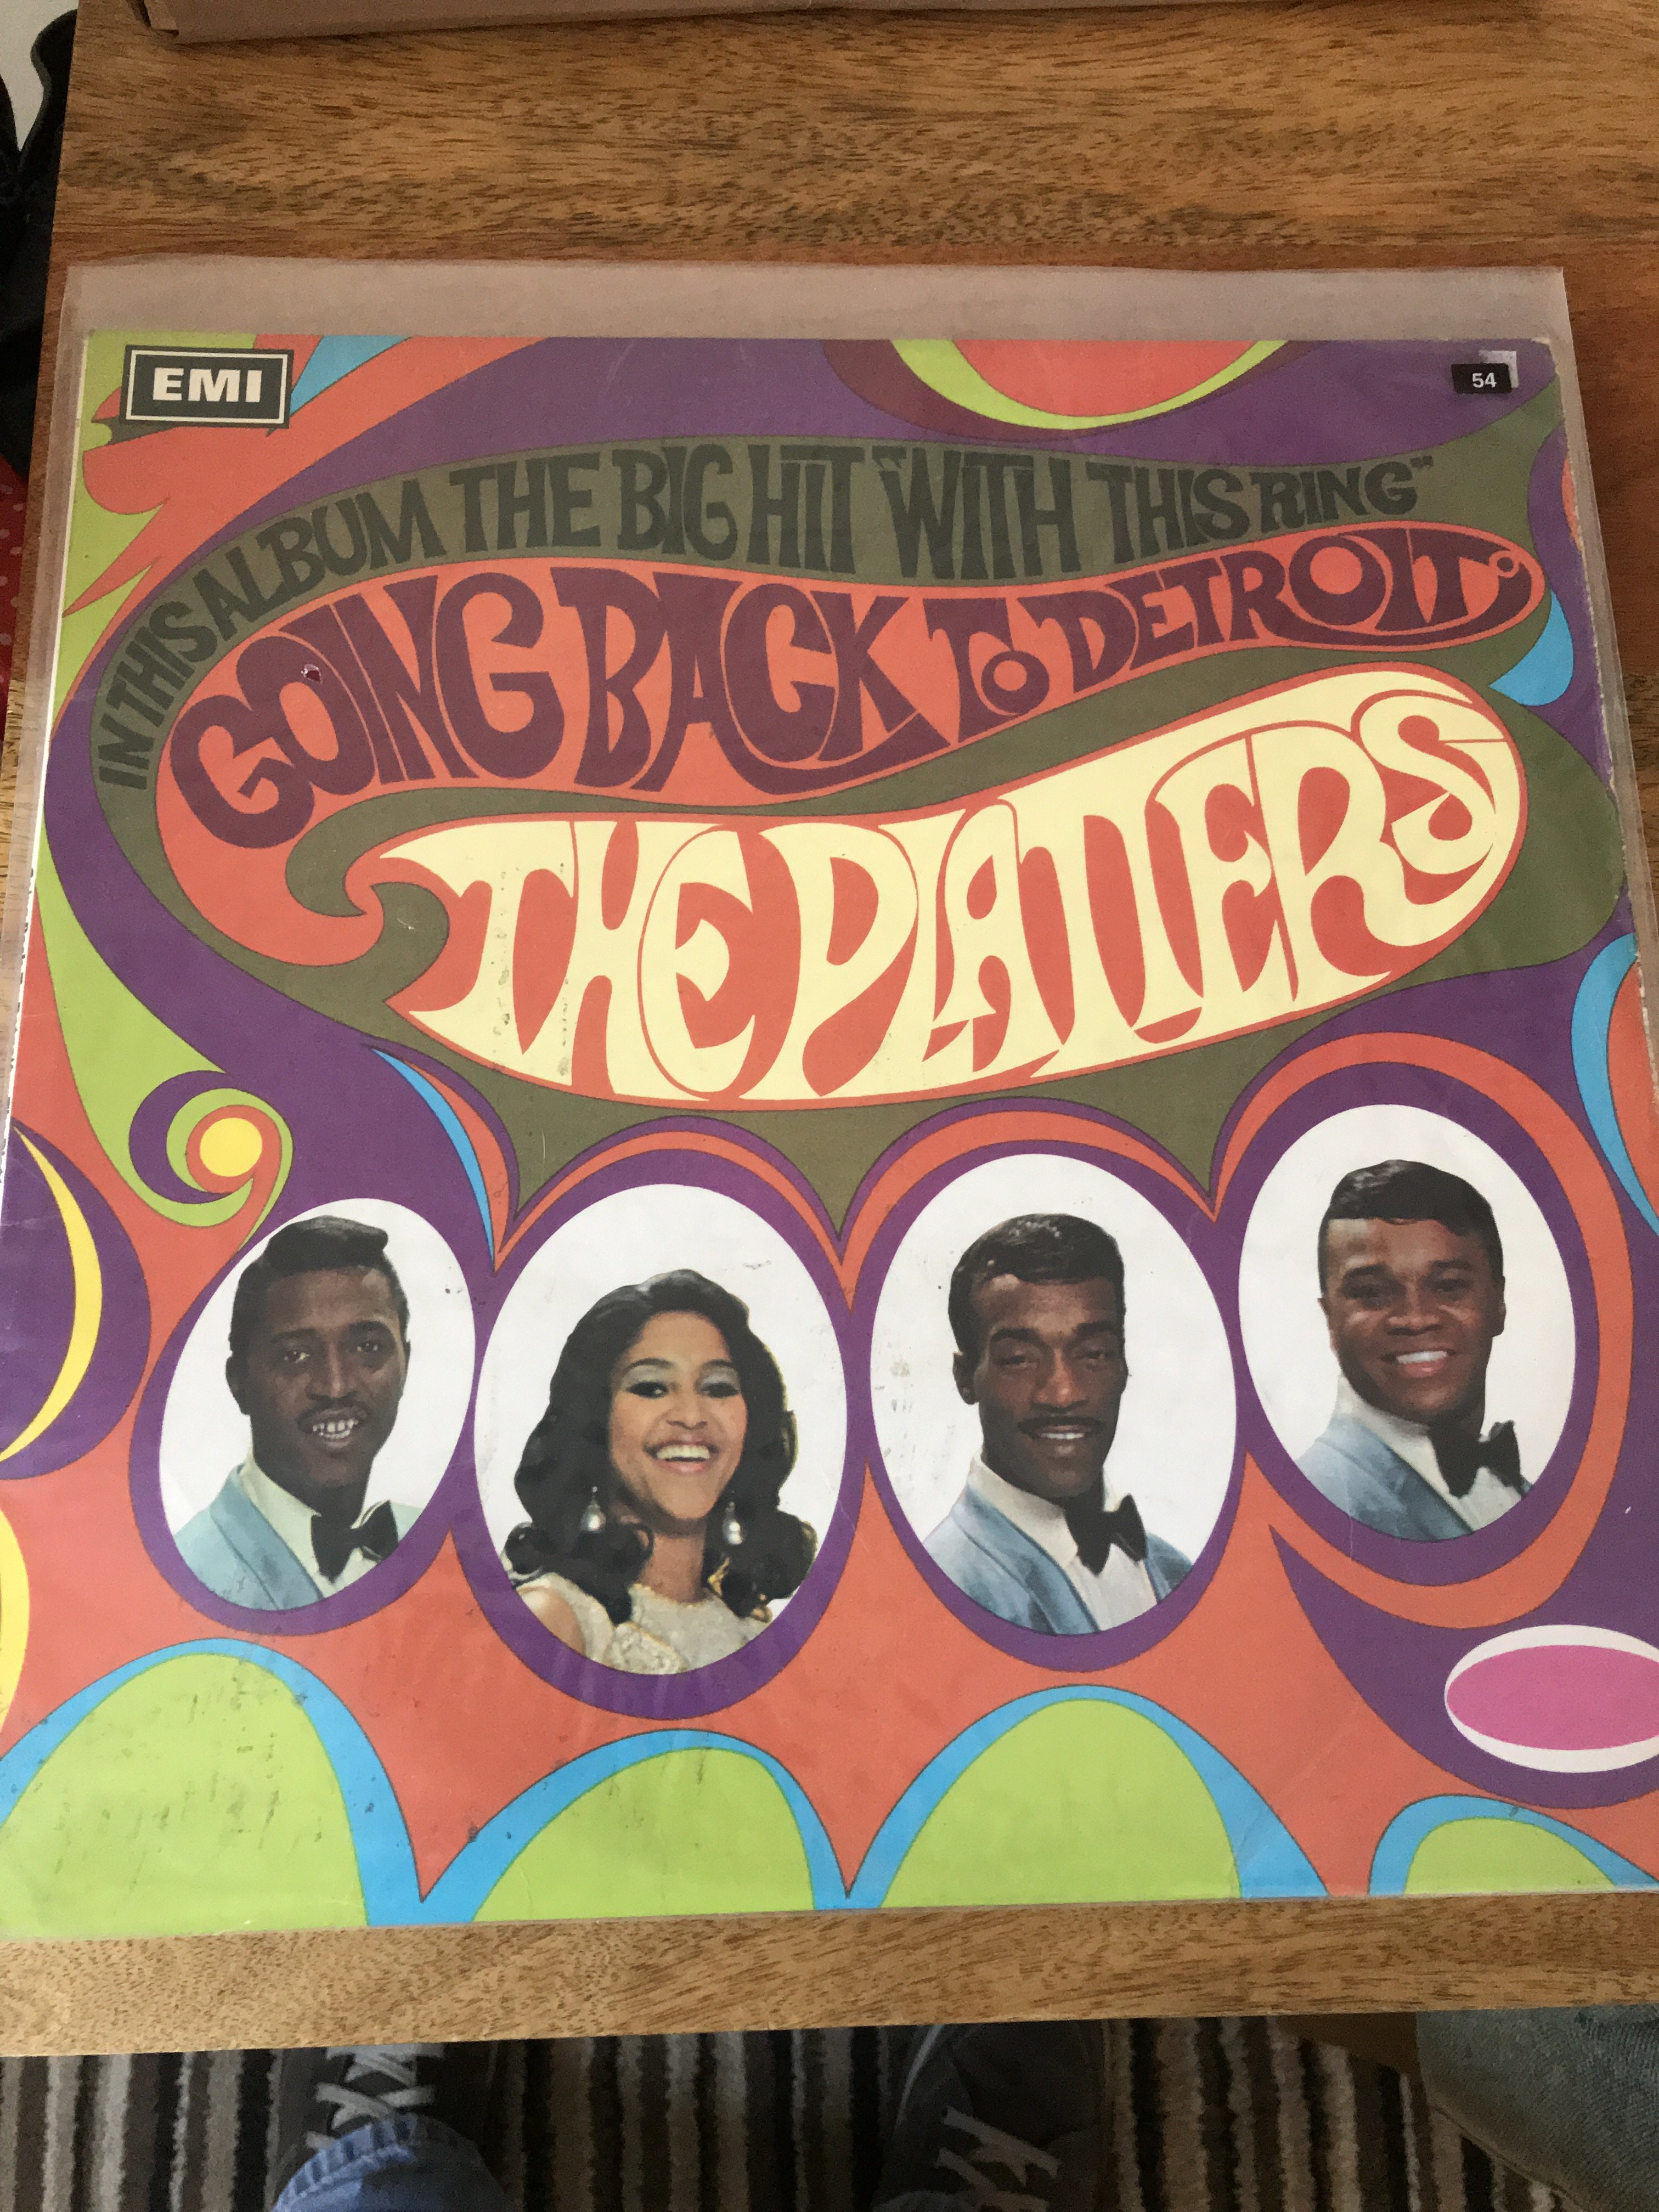 EMI
54
IN THIS ALBUM THE BIG HIT "WITH THIS RING"
GOING BACK TO DETROIT
THE PLATTERS